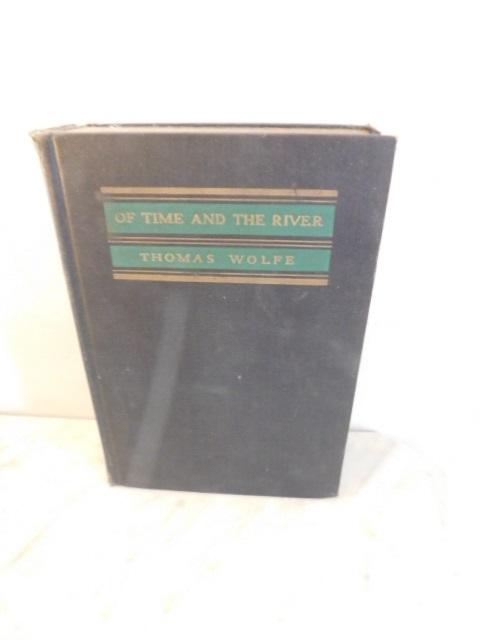 OF TIME AND THE RIVER
THOMAS WOLFE